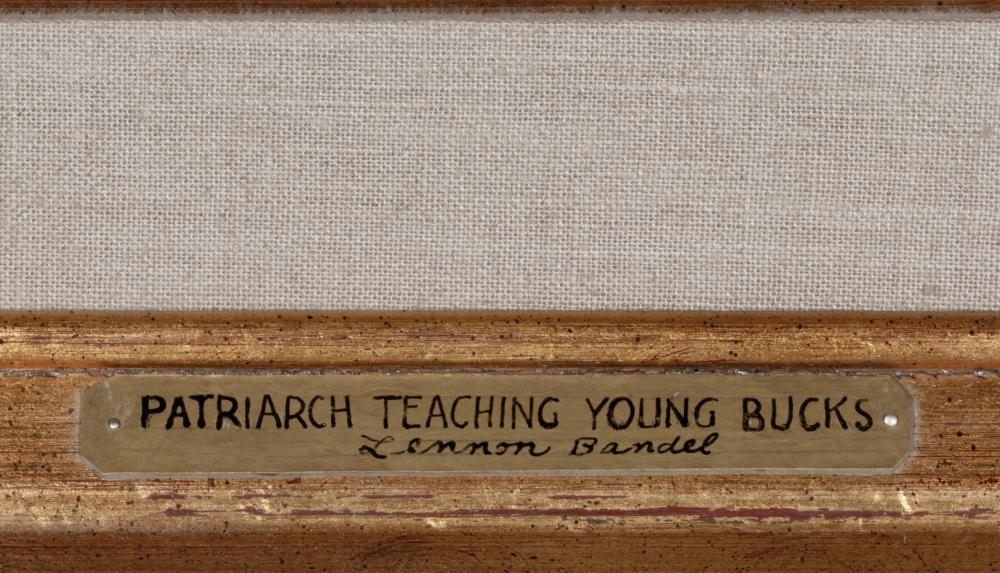 PATRIARCH TEACHING YOUNG BUCKS
Lennon Bandel